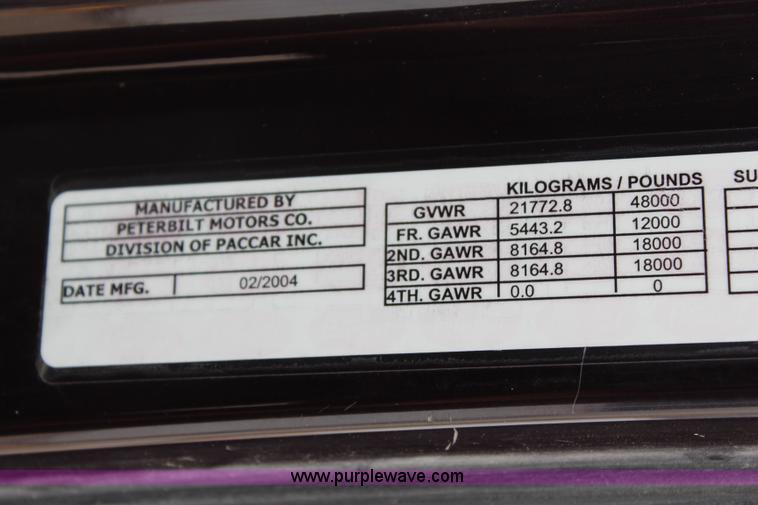 MANUFACTURED BY
PETERBILT MOTORS CO.
DIVISION OF PACCAR INC.
DATE MFG. 02/2004
KILOGRAMS / POUNDS
GVWR 21772.8 48000
FR. GAWR 5443.2 12000
2ND. GAWR 8164.8 18000
3RD. GAWR 8164.8 18000
4TH. GAWR 0.0 0
SU
www.purplewave.com